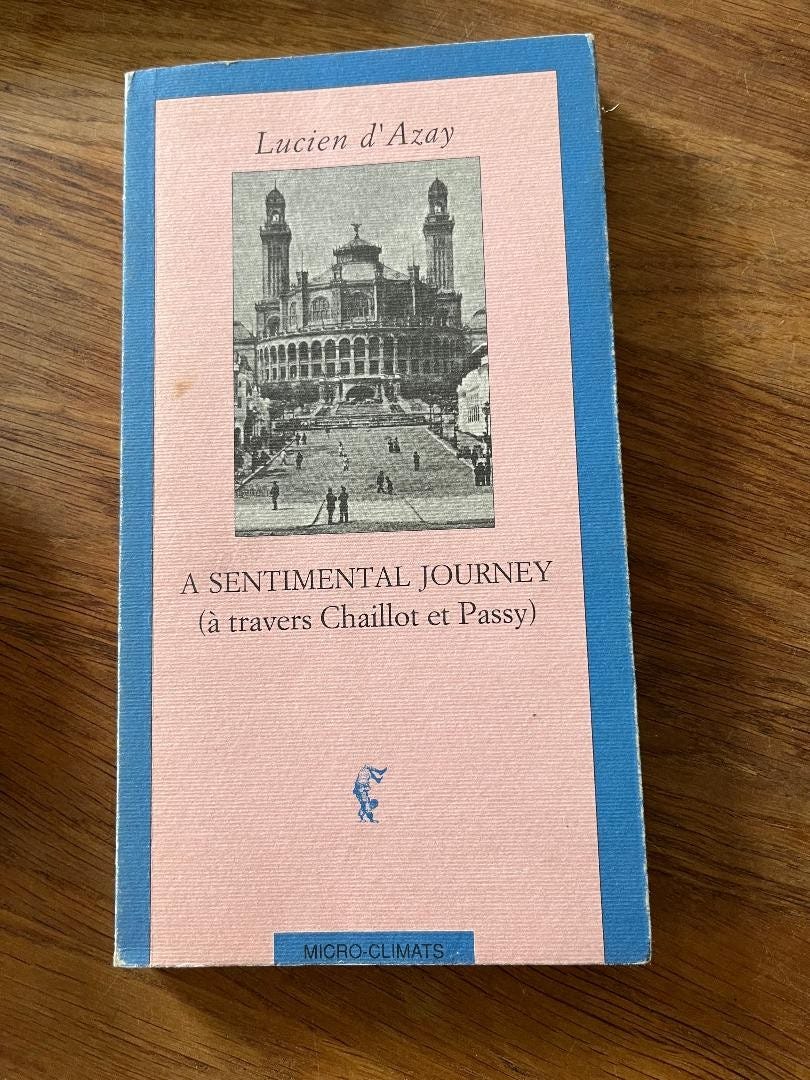 Lucien d'Azay
A SENTIMENTAL JOURNEY
(à travers Chaillot et Passy)
MICRO-CLIMATS